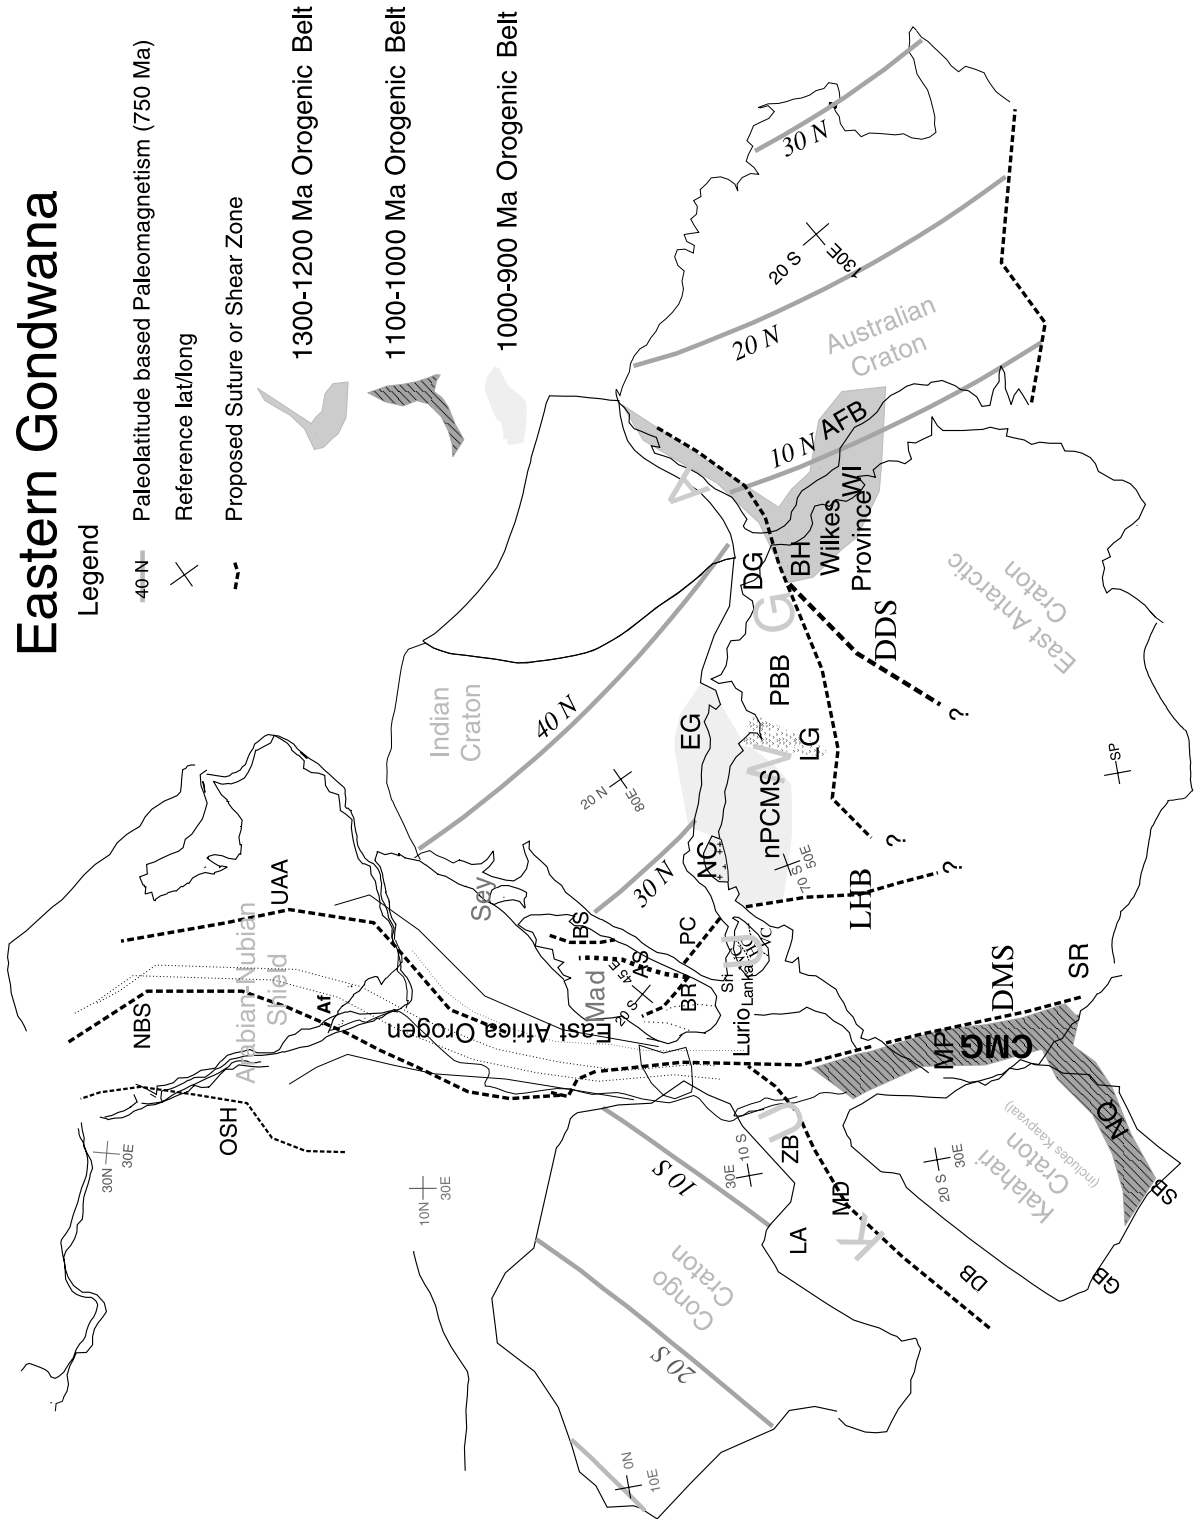 Eastern Gondwana
Legend
40 N
Paleolatitude based Paleomagnetism (750 Ma)
Reference lat/long
Proposed Suture or Shear Zone
1300-1200 Ma Orogenic Belt
1100-1000 Ma Orogenic Belt
1000-900 Ma Orogenic Belt
30 N
20 S
130E
20 N
Australian
Craton
10 N
AFB
A
WI
Wilkes
Province
BH
DG
G
DDS
?
East Antarctic
Craton
PBB
LG
N
EG
Indian
Craton
40 N
20 N
80E
nPCMS
NC
70 S
50E
?
SP
LHB
?
30 N
Sey
BS
PC
AS
45 E
20 S
Mad
BR
Sri
Lanka
WC
HC
VC
U
Lurio
UAA
Arabian-Nubian
Shield
NBS
Af
East Africa Orogen
OSH
30N
30E
10N
30E
DMS
SR
MP
CMG
NQ
Kalahari
Craton
(includes Kaapvaal)
20 S
30E
SB
GB
DB
U
ZB
MD
LA
K
10 S
30E
10 S
Congo
Craton
20 S
0N
10E